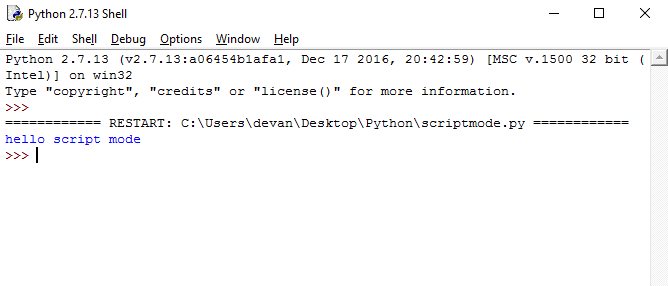 Python 2.7.13 Shell
File Edit Shell Debug Options Window Help
Python 2.7.13 (v2.7.13:a06454b1afa1, Dec 17 2016, 20:42:59) [MSC v.1500 32 bit (
Intel)] on win32
Type "copyright", "credits" or "license()" for more information.
>>>
============ RESTART: C:\Users\devan\Desktop\Python\scriptmode.py ============
hello script mode
>>>